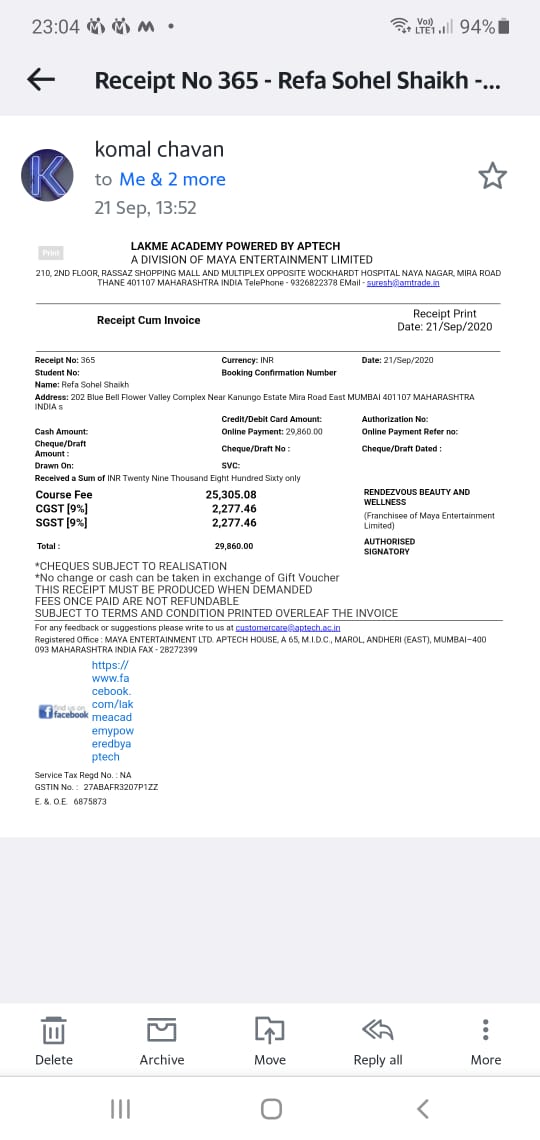 23:04
Vo)) LTE1 94%
Receipt No 365 - Refa Sohel Shaikh -...
komal chavan
to Me & 2 more
21 Sep, 13:52
Print
LAKME ACADEMY POWERED BY APTECH
A DIVISION OF MAYA ENTERTAINMENT LIMITED
210, 2ND FLOOR, RASSAZ SHOPPING MALL AND MULTIPLEX OPPOSITE WOCKHARDT HOSPITAL NAYA NAGAR, MIRA ROAD
THANE 401107 MAHARASHTRA INDIA TelePhone - 9326822378 EMail - suresh@amtrade.in
Receipt Cum Invoice
Receipt Print
Date: 21/Sep/2020
Receipt No: 365 Currency: INR Date: 21/Sep/2020
Student No: Booking Confirmation Number
Name: Refa Sohel Shaikh
Address: 202 Blue Bell Flower Valley Complex Near Kanungo Estate Mira Road East MUMBAI 401107 MAHARASHTRA
INDIA s
Credit/Debit Card Amount: Authorization No:
Cash Amount: Online Payment: 29,860.00 Online Payment Refer no:
Cheque/Draft
Amount : Cheque/Draft No : Cheque/Draft Dated :
Drawn On: SVC:
Received a Sum of INR Twenty Nine Thousand Eight Hundred Sixty only
Course Fee 25,305.08
CGST [9%] 2,277.46
SGST [9%] 2,277.46
RENDEZVOUS BEAUTY AND
WELLNESS
(Franchisee of Maya Entertainment
Limited)
AUTHORISED
SIGNATORY
Total : 29,860.00
*CHEQUES SUBJECT TO REALISATION
*No change or cash can be taken in exchange of Gift Voucher
THIS RECEIPT MUST BE PRODUCED WHEN DEMANDED
FEES ONCE PAID ARE NOT REFUNDABLE
SUBJECT TO TERMS AND CONDITION PRINTED OVERLEAF THE INVOICE
For any feedback or suggestions please write to us at customercare@aptech.ac.in
Registered Office : MAYA ENTERTAINMENT LTD. APTECH HOUSE, A 65, M.I.D.C., MAROL, ANDHERI (EAST), MUMBAI–400
093 MAHARASHTRA INDIA FAX - 28272399
find us on
facebook
https://
www.fa
cebook.
com/lak
meacad
emypow
eredbya
ptech
Service Tax Regd No. : NA
GSTIN No. : 27ABAFR3207P1ZZ
E. &. O.E. 6875873
Delete
Archive
Move
Reply all
More